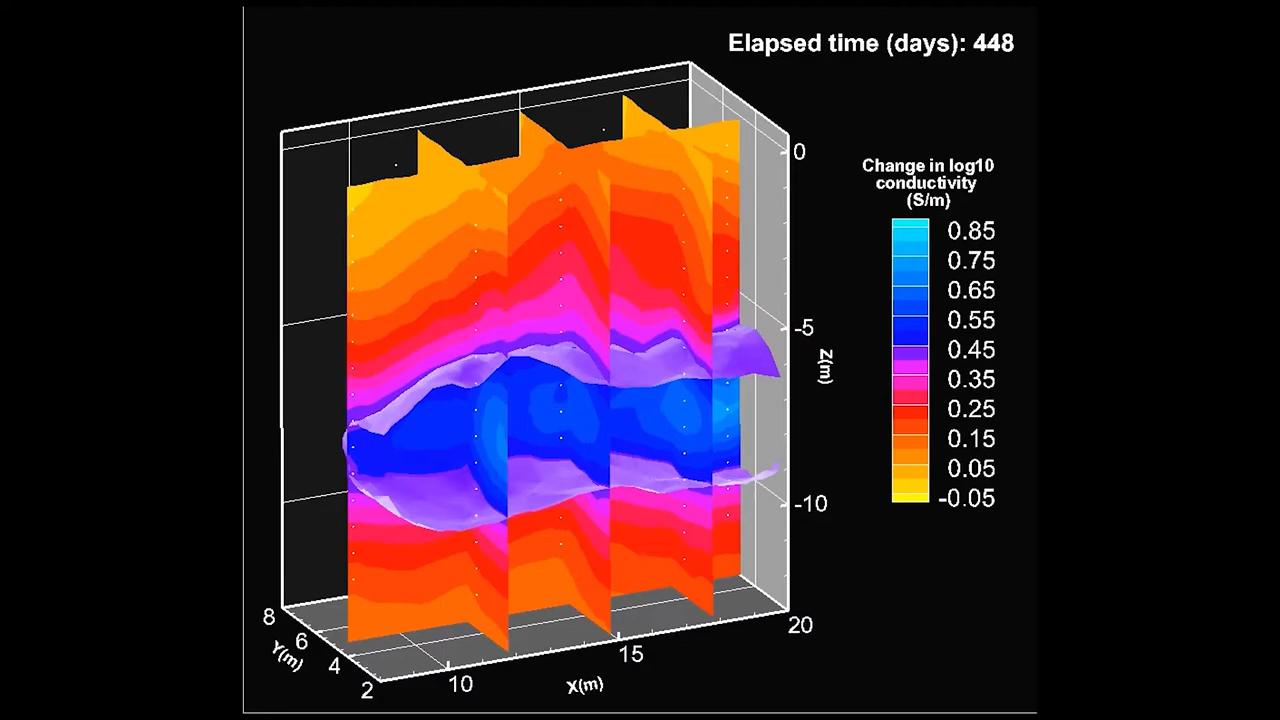 Elapsed time (days): 448
Change in log10
conductivity
(S/m)
0.85
0.75
0.65
0.55
0.45
0.35
0.25
0.15
0.05
-0.05
0
-5
-10
Z(m)
8
6
4
2
Y(m)
10
15
20
X(m)